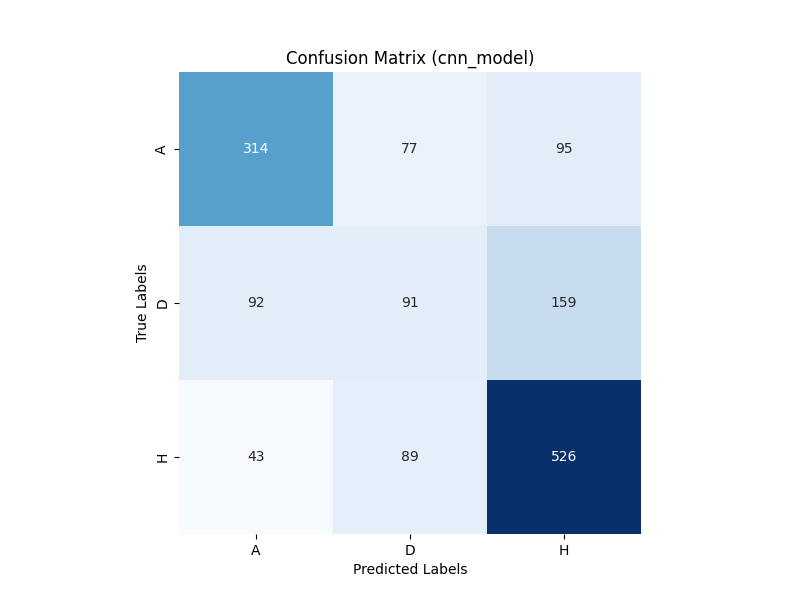 Confusion Matrix (cnn_model)
True Labels
A 314 77 95
D 92 91 159
H 43 89 526
A D H
Predicted Labels